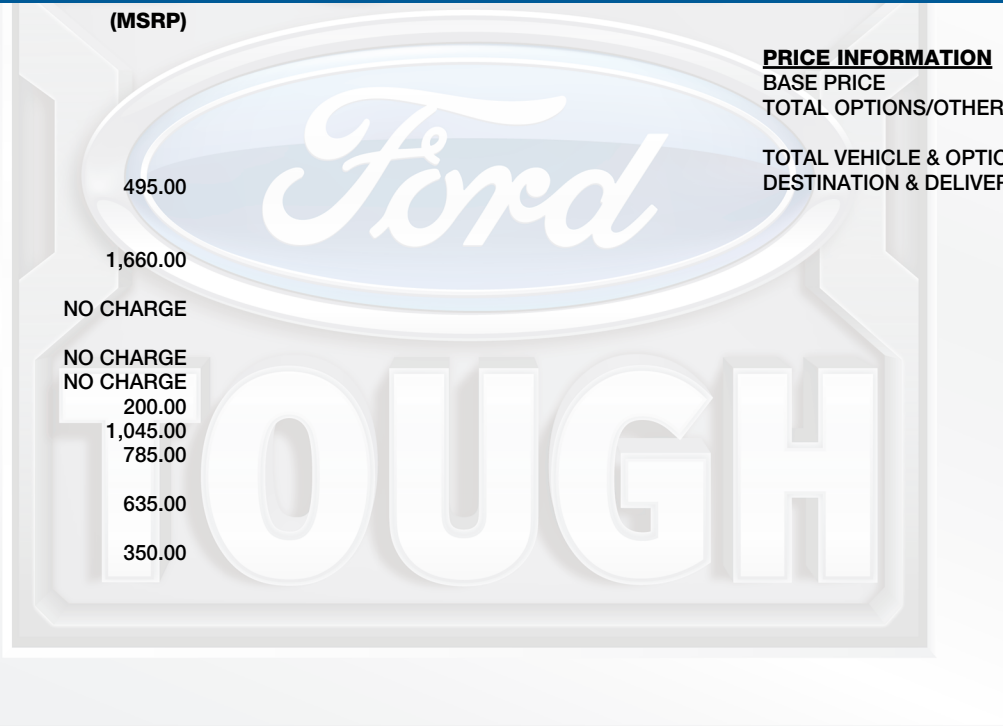 (MSRP)
495.00
1,660.00
NO CHARGE
NO CHARGE
NO CHARGE
200.00
1,045.00
785.00
635.00
350.00
PRICE INFORMATION
BASE PRICE
TOTAL OPTIONS/OTHER
TOTAL VEHICLE & OPTIO
DESTINATION & DELIVER
Ford
TOUGH